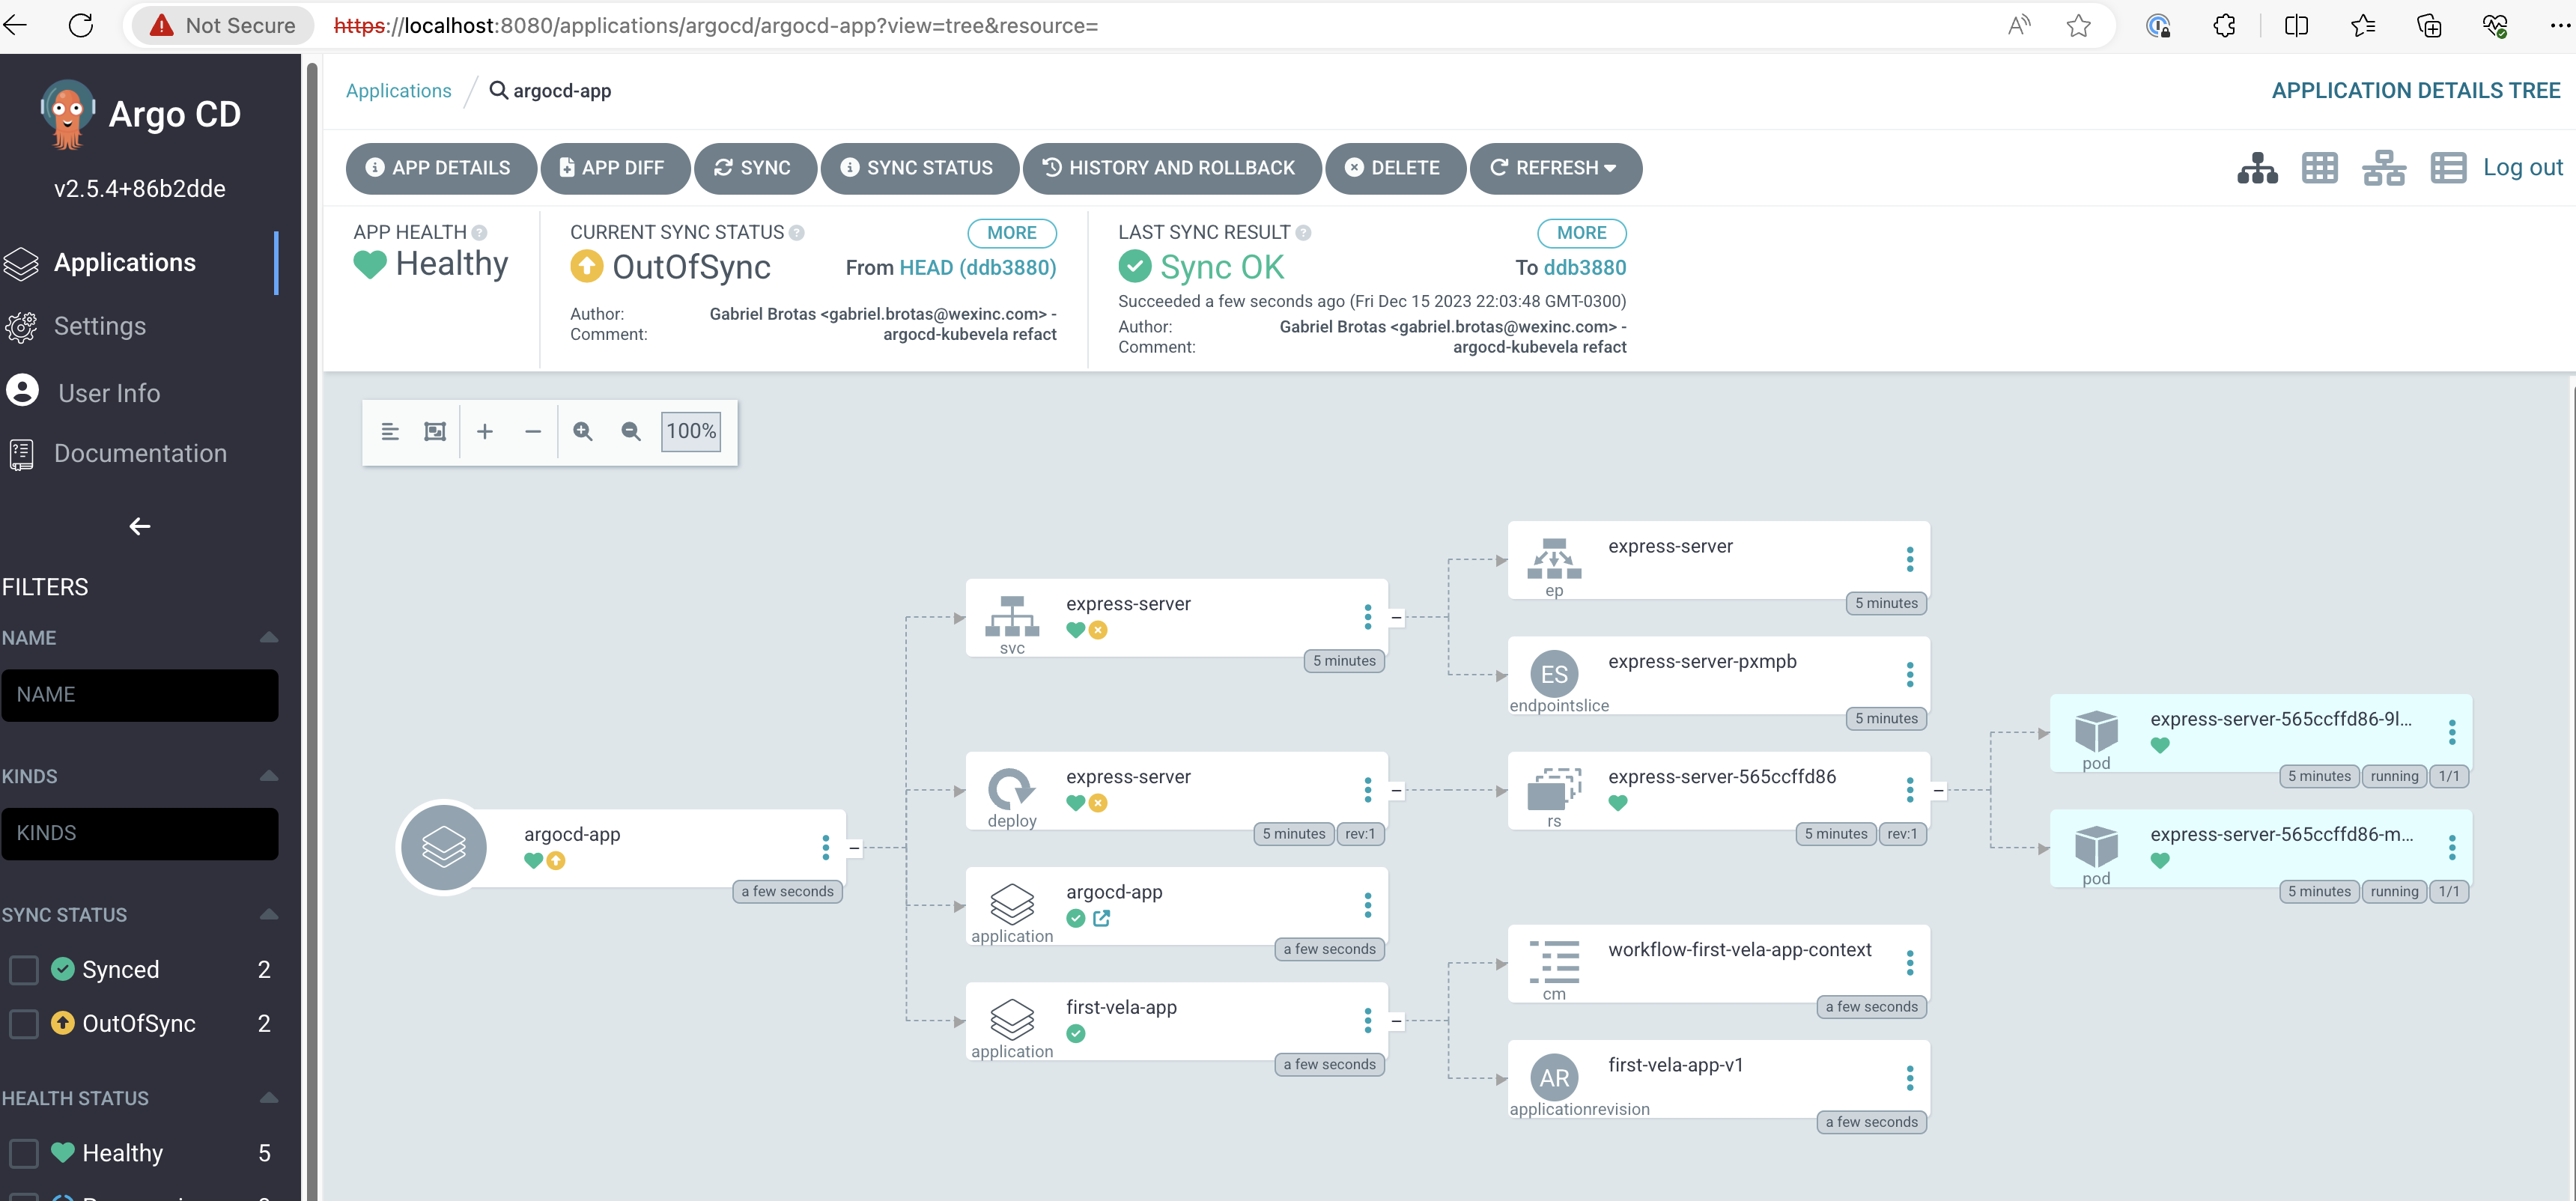 Not Secure
https://localhost:8080/applications/argocd/argocd-app?view=tree&resource=
Argo CD
v2.5.4+86b2dde
Applications
Settings
User Info
Documentation
FILTERS
NAME
NAME
KINDS
KINDS
SYNC STATUS
Synced 2
OutOfSync 2
HEALTH STATUS
Healthy 5
Applications / argocd-app
APPLICATION DETAILS TREE
APP DETAILS
APP DIFF
SYNC
SYNC STATUS
HISTORY AND ROLLBACK
DELETE
REFRESH
Log out
APP HEALTH
Healthy
CURRENT SYNC STATUS
MORE
OutOfSync
From HEAD (ddb3880)
Author: Gabriel Brotas <gabriel.brotas@wexinc.com> -
Comment: argocd-kubevela refact
LAST SYNC RESULT
MORE
Sync OK
To ddb3880
Succeeded a few seconds ago (Fri Dec 15 2023 22:03:48 GMT-0300)
Author: Gabriel Brotas <gabriel.brotas@wexinc.com> -
Comment: argocd-kubevela refact
100%
argocd-app
a few seconds
express-server
svc
5 minutes
express-server
deploy
5 minutes
rev:1
argocd-app
application
a few seconds
first-vela-app
application
a few seconds
express-server
ep
5 minutes
ES
express-server-pxmpb
endpointslice
5 minutes
express-server-565ccffd86
rs
5 minutes
rev:1
workflow-first-vela-app-context
cm
a few seconds
AR
first-vela-app-v1
applicationrevision
a few seconds
express-server-565ccffd86-9l...
pod
5 minutes
running
1/1
express-server-565ccffd86-m...
pod
5 minutes
running
1/1